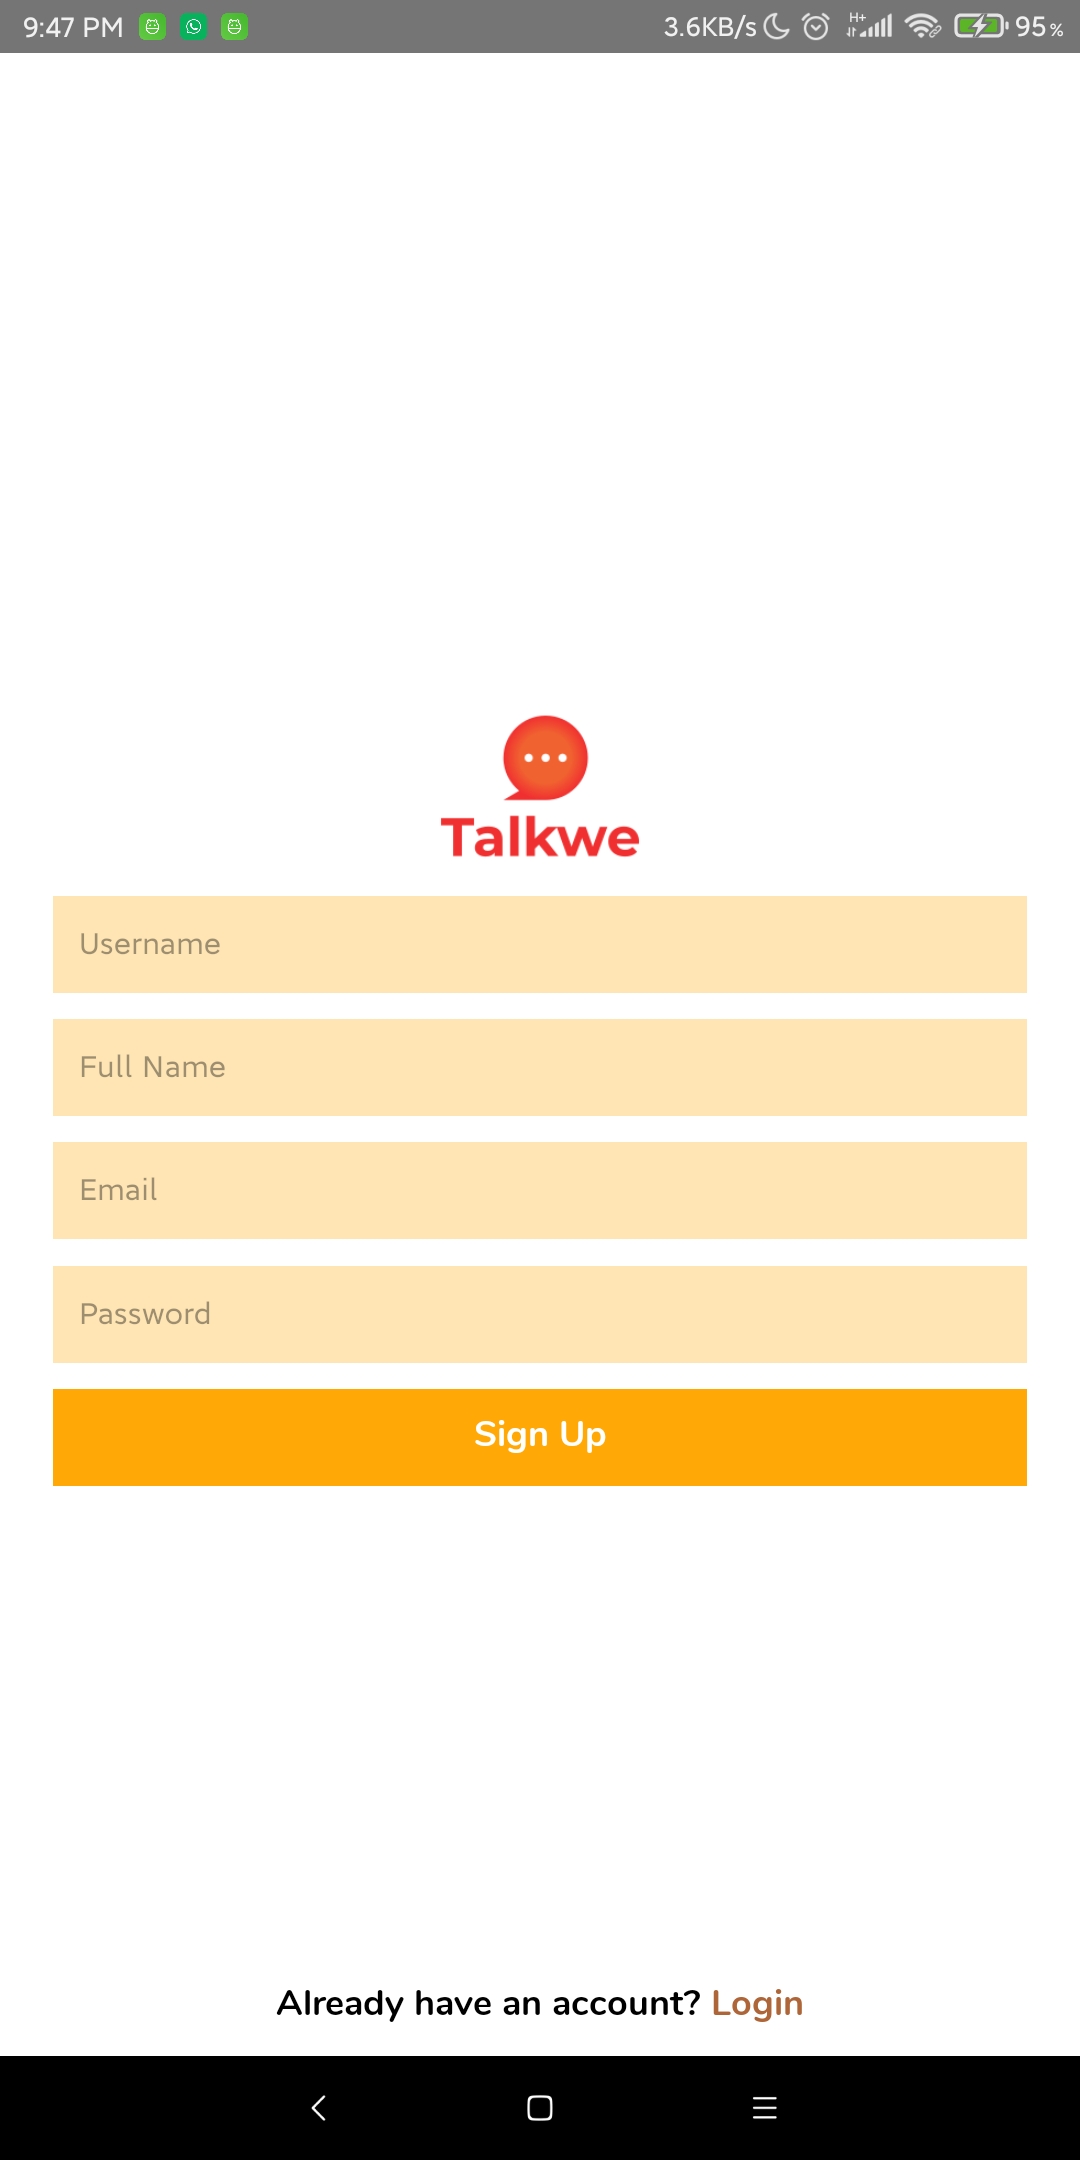 9:47 PM 3.6KB/s H+ 95%
Talkwe
Username
Full Name
Email
Password
Sign Up
Already have an account? Login